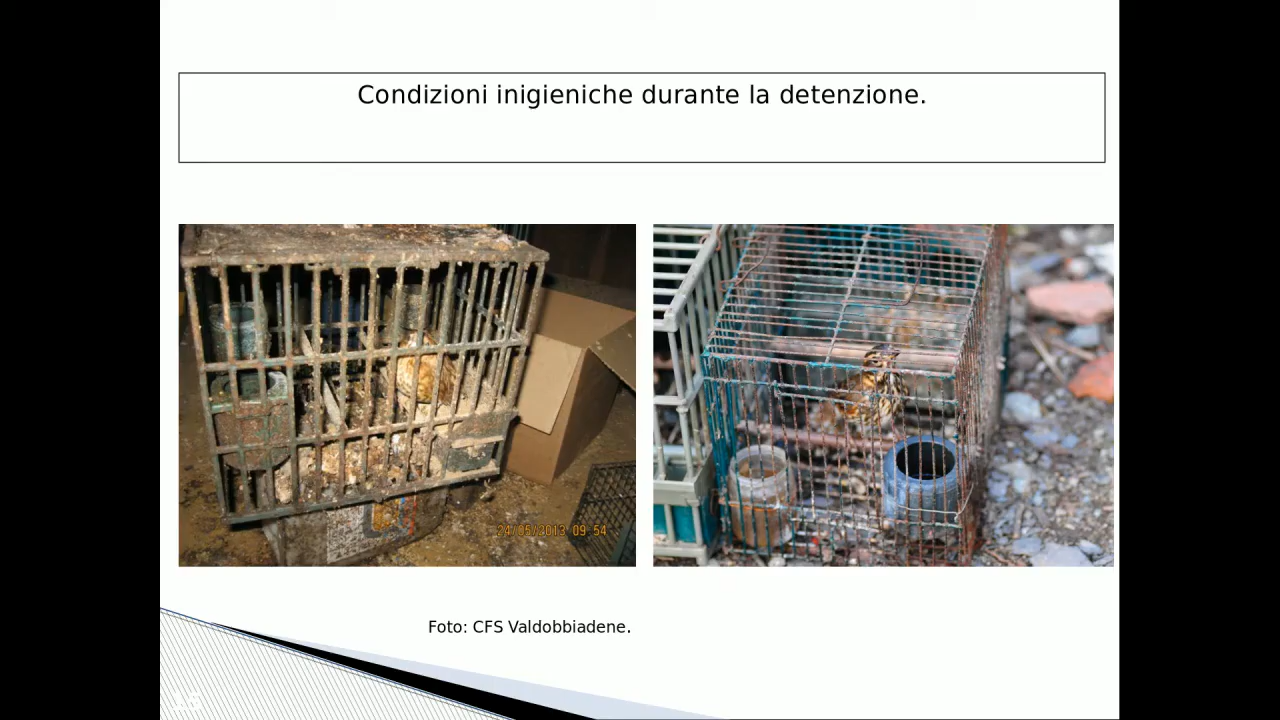 Condizioni inigieniche durante la detenzione.
24/05/2013 09 54
Foto: CFS Valdobbiadene.